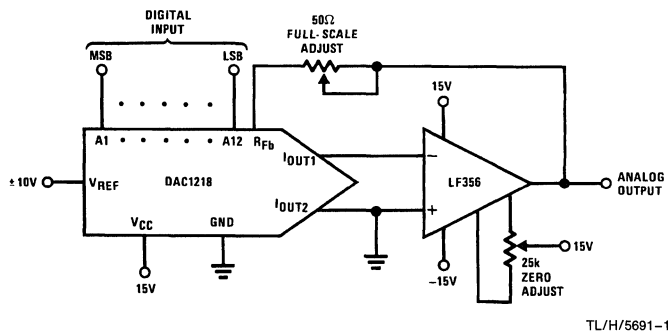 DIGITAL
INPUT
MSB
LSB
50Ω
FULL-SCALE
ADJUST
15V
A1
A12
RFb
IOUT1
±10V
VREF
DAC1218
LF356
ANALOG
OUTPUT
IOUT2
VCC
GND
15V
-15V
15V
25k
ZERO
ADJUST
TL/H/5691-1